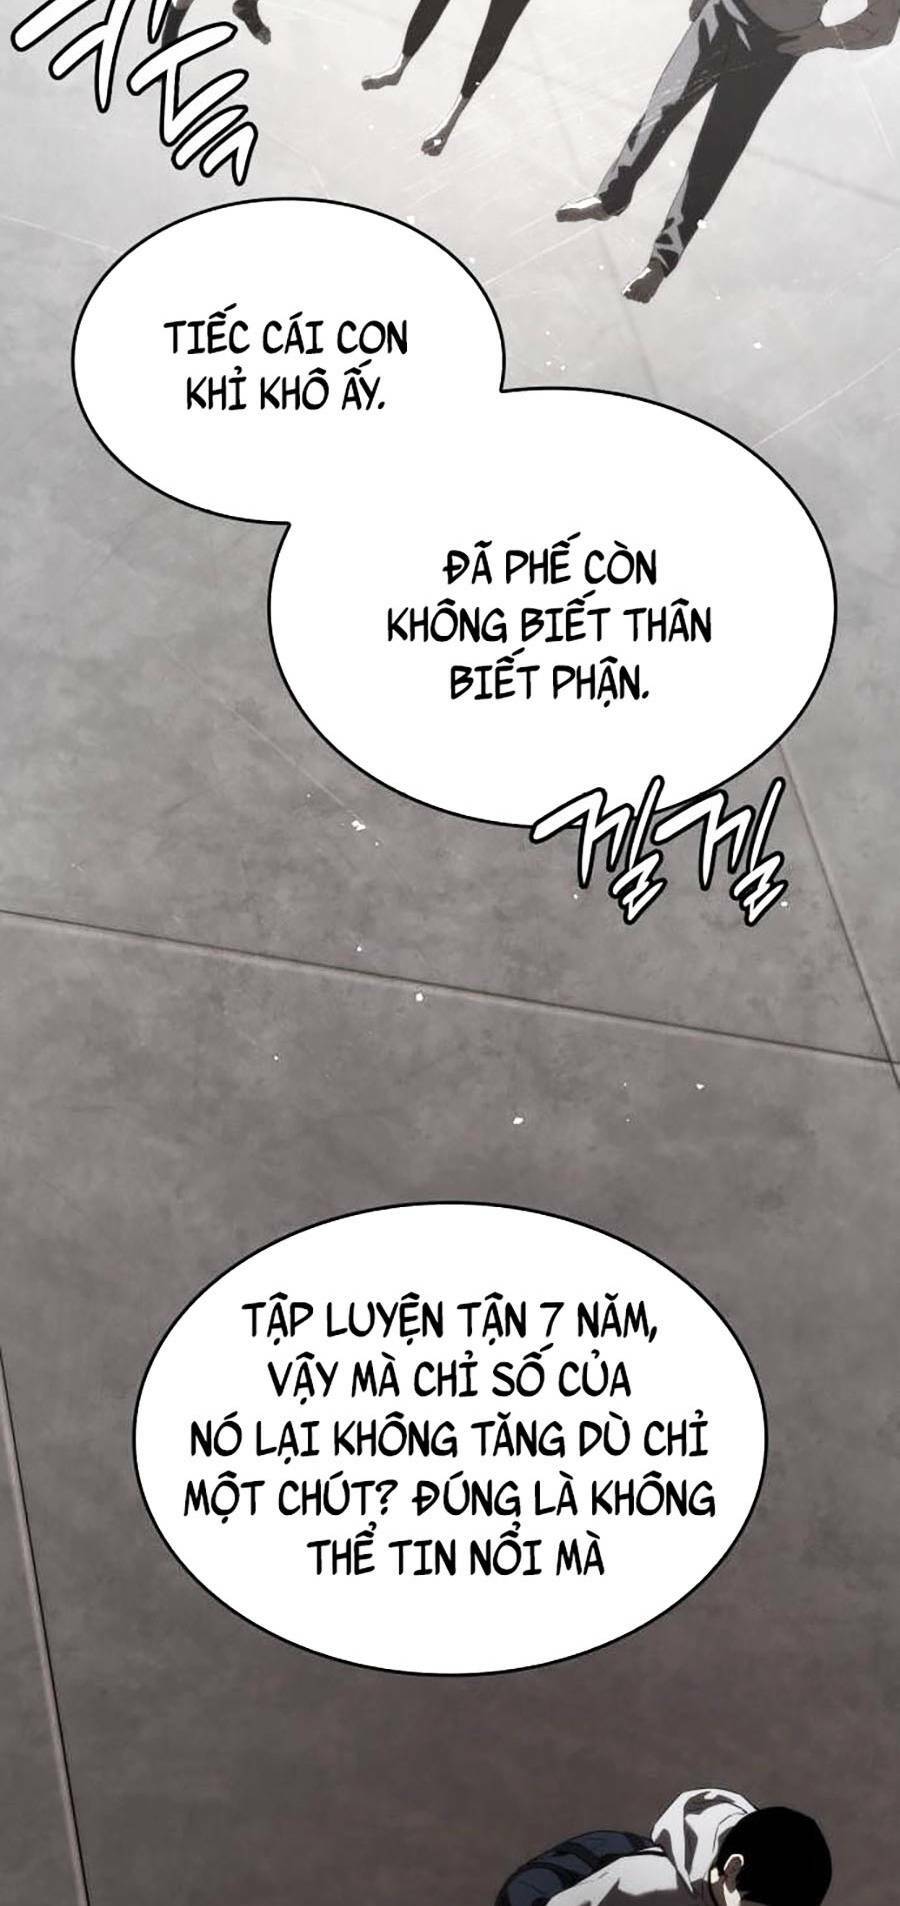 TIẾC CÁI CON
KHỈ KHÔ ẤY.
ĐÃ PHẾ CÒN
KHÔNG BIẾT THÂN
BIẾT PHẬN.
낄낄
TẬP LUYỆN TẬN 7 NĂM,
VẬY MÀ CHỈ SỐ CỦA
NÓ LẠI KHÔNG TĂNG DÙ CHỈ
MỘT CHÚT? ĐÚNG LÀ KHÔNG
THỂ TIN NỔI MÀ